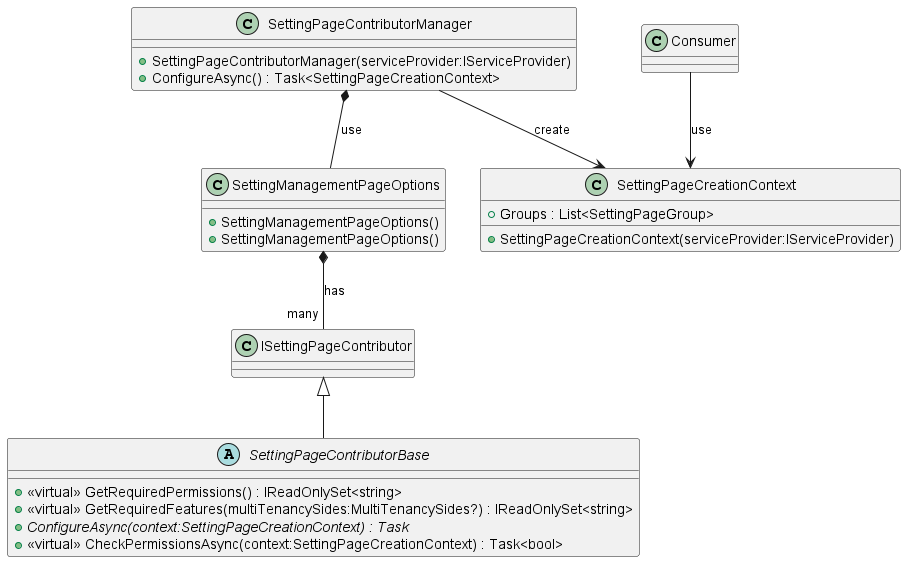 C SettingPageContributorManager
SettingPageContributorManager(serviceProvider:IServiceProvider)
ConfigureAsync() : Task<SettingPageCreationContext>
C Consumer
use
create
use
C SettingManagementPageOptions
SettingManagementPageOptions()
SettingManagementPageOptions()
C SettingPageCreationContext
Groups : List<SettingPageGroup>
SettingPageCreationContext(serviceProvider:IServiceProvider)
has
many
C ISettingPageContributor
A SettingPageContributorBase
«virtual» GetRequiredPermissions() : IReadOnlySet<string>
«virtual» GetRequiredFeatures(multiTenancySides:MultiTenancySides?) : IReadOnlySet<string>
ConfigureAsync(context:SettingPageCreationContext) : Task
«virtual» CheckPermissionsAsync(context:SettingPageCreationContext) : Task<bool>